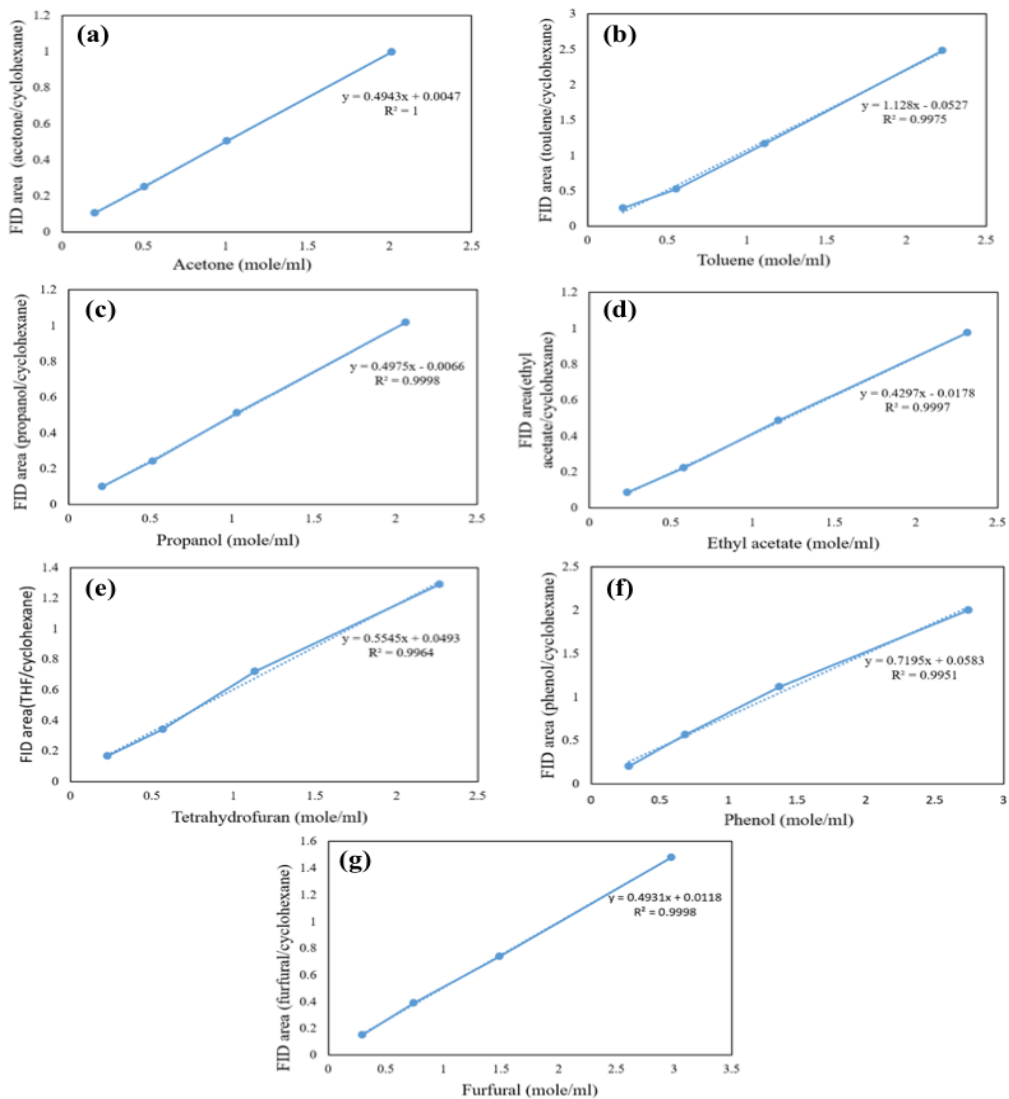 (a)
FID area (acetone/cyclohexane)
1.2
1
0.8
0.6
0.4
0.2
0
y = 0.4943x + 0.0047
R² = 1
0 0.5 1 1.5 2 2.5
Acetone (mole/ml)
(b)
FID area (toulene/cyclohexane)
3
2.5
2
1.5
1
0.5
0
y = 1.128x - 0.0527
R² = 0.9975
0 0.5 1 1.5 2 2.5
Toluene (mole/ml)
(c)
FID area (propanol/cyclohexane)
1.2
1
0.8
0.6
0.4
0.2
0
y = 0.4975x - 0.0066
R² = 0.9998
0 0.5 1 1.5 2 2.5
Propanol (mole/ml)
(d)
FID area(ethyl
acetate/cyclohexane)
1.2
1
0.8
0.6
0.4
0.2
0
y = 0.4297x - 0.0178
R² = 0.9997
0 0.5 1 1.5 2 2.5
Ethyl acetate (mole/ml)
(e)
FID area(THF/cyclohexane)
1.4
1.2
1
0.8
0.6
0.4
0.2
0
y = 0.5545x + 0.0493
R² = 0.9964
0 0.5 1 1.5 2 2.5
Tetrahydrofuran (mole/ml)
(f)
FID area (phenol/cyclohexane)
2.5
2
1.5
1
0.5
0
y = 0.7195x + 0.0583
R² = 0.9951
0 0.5 1 1.5 2 2.5 3
Phenol (mole/ml)
(g)
FID area (furfural/cyclohexane)
1.6
1.4
1.2
1
0.8
0.6
0.4
0.2
0
y = 0.4931x + 0.0118
R² = 0.9998
0 0.5 1 1.5 2 2.5 3 3.5
Furfural (mole/ml)